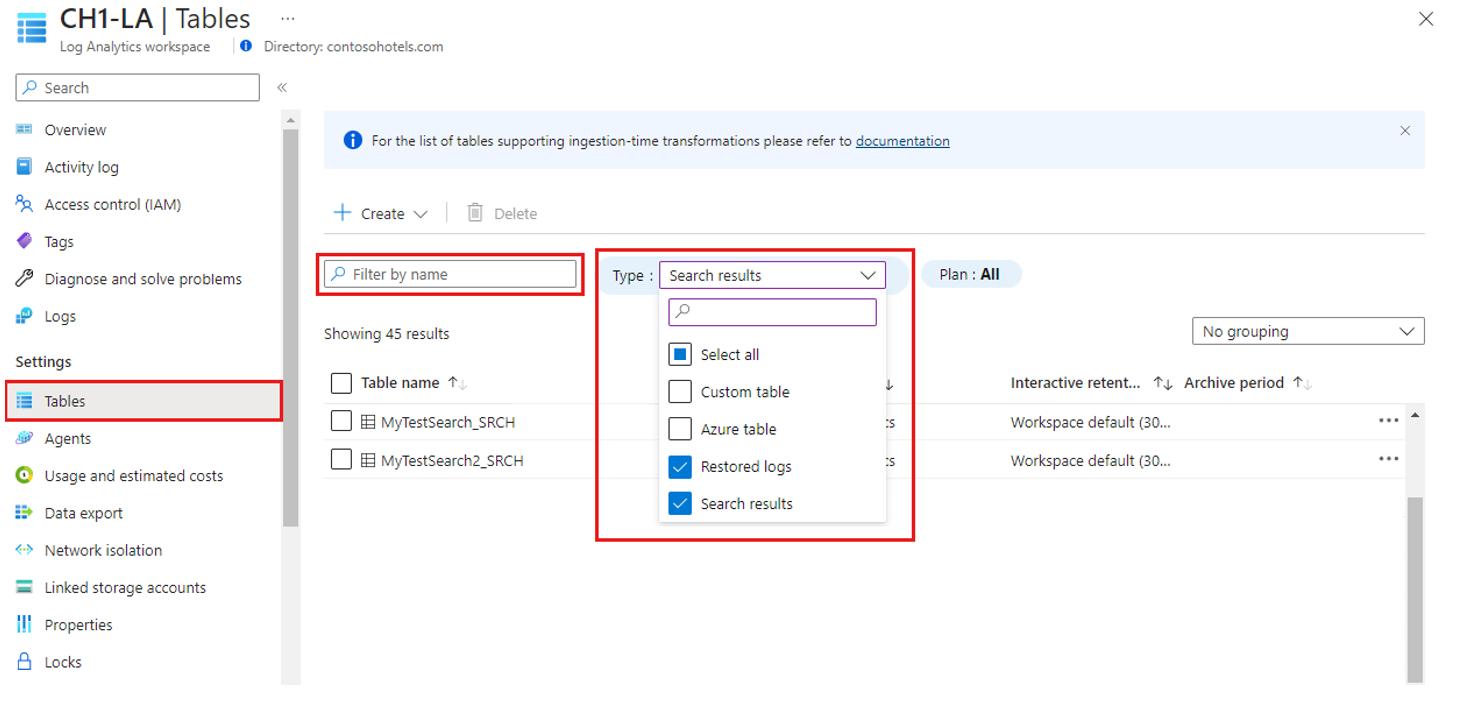 CH1-LA | Tables ...
Log Analytics workspace
Directory: contosohotels.com
Search
Overview
Activity log
Access control (IAM)
Tags
Diagnose and solve problems
Logs
Settings
Tables
Agents
Usage and estimated costs
Data export
Network isolation
Linked storage accounts
Properties
Locks
For the list of tables supporting ingestion-time transformations please refer to documentation
Create
Delete
Filter by name
Type : Search results
Plan : All
Select all
Custom table
Azure table
Restored logs
Search results
Showing 45 results
No grouping
Table name
Interactive retent...
Archive period
MyTestSearch_SRCH
cs
Workspace default (30...
MyTestSearch2_SRCH
cs
Workspace default (30...